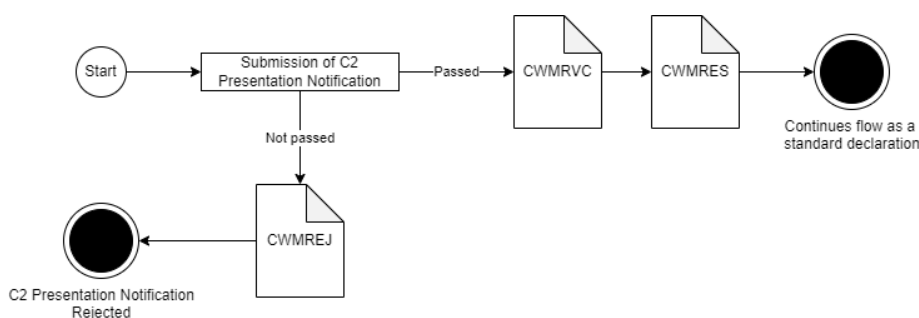 Start
Submission of C2
Presentation Notification
Passed
CWMRVC
CWMRES
Continues flow as a
standard declaration
Not passed
CWMREJ
C2 Presentation Notification
Rejected